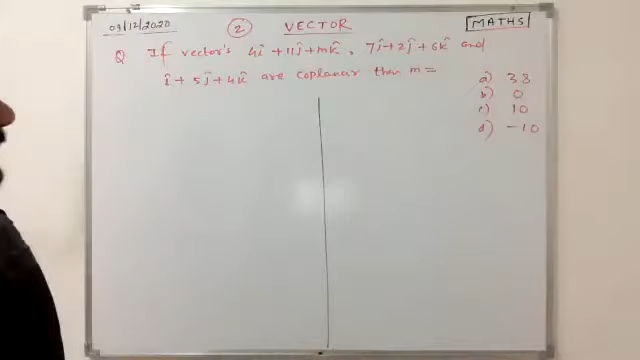 03/12/2020
2 VECTOR
MATHS
Q If vector's 4î + 11ĵ + mk̂, 7î + 2ĵ + 6k̂ and
î + 5ĵ + 4k̂ are coplanar then m =
a) 38
b) 0
c) 10
d) -10